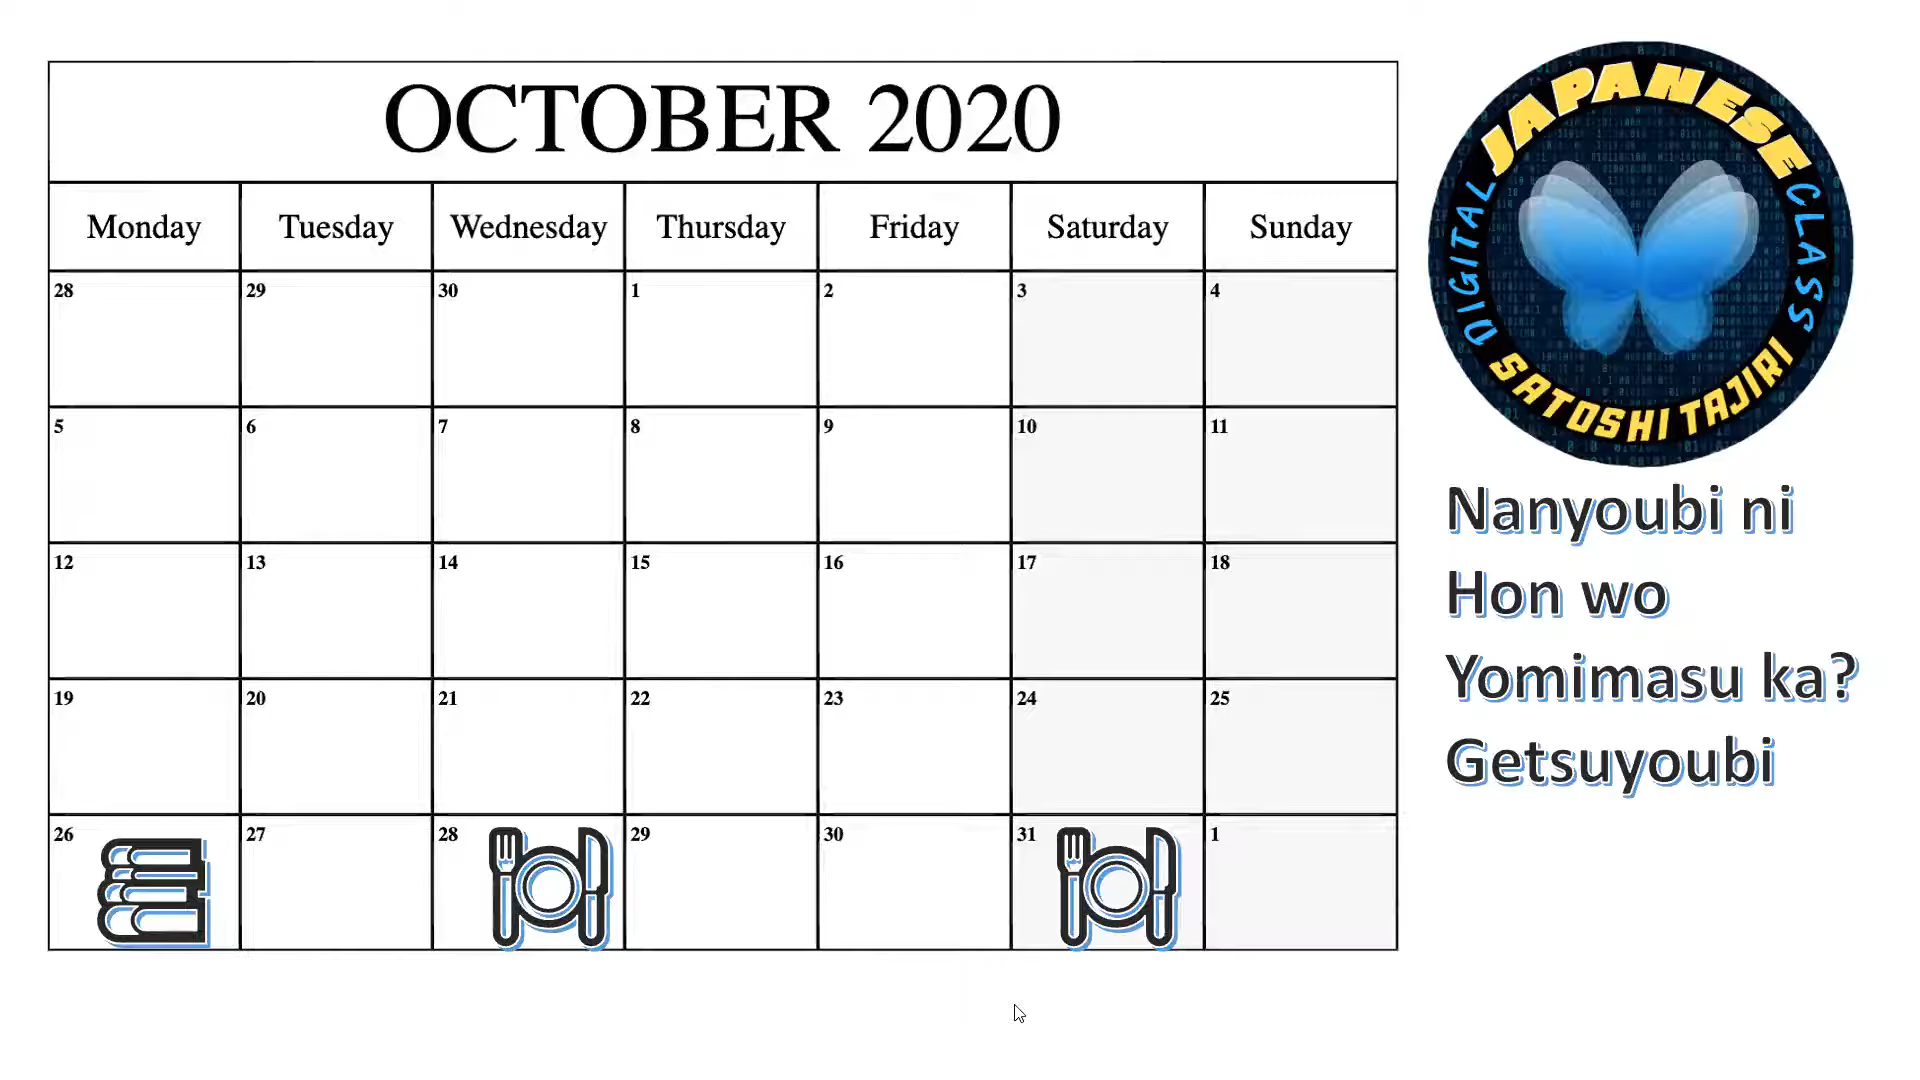 OCTOBER 2020
Monday Tuesday Wednesday Thursday Friday Saturday Sunday
28 29 30 1 2 3 4
5 6 7 8 9 10 11
12 13 14 15 16 17 18
19 20 21 22 23 24 25
26 27 28 29 30 31 1
DIGITAL JAPANESE CLASS
SATOSHI TAJIRI
Nanyoubi ni
Hon wo
Yomimasu ka?
Getsuyoubi